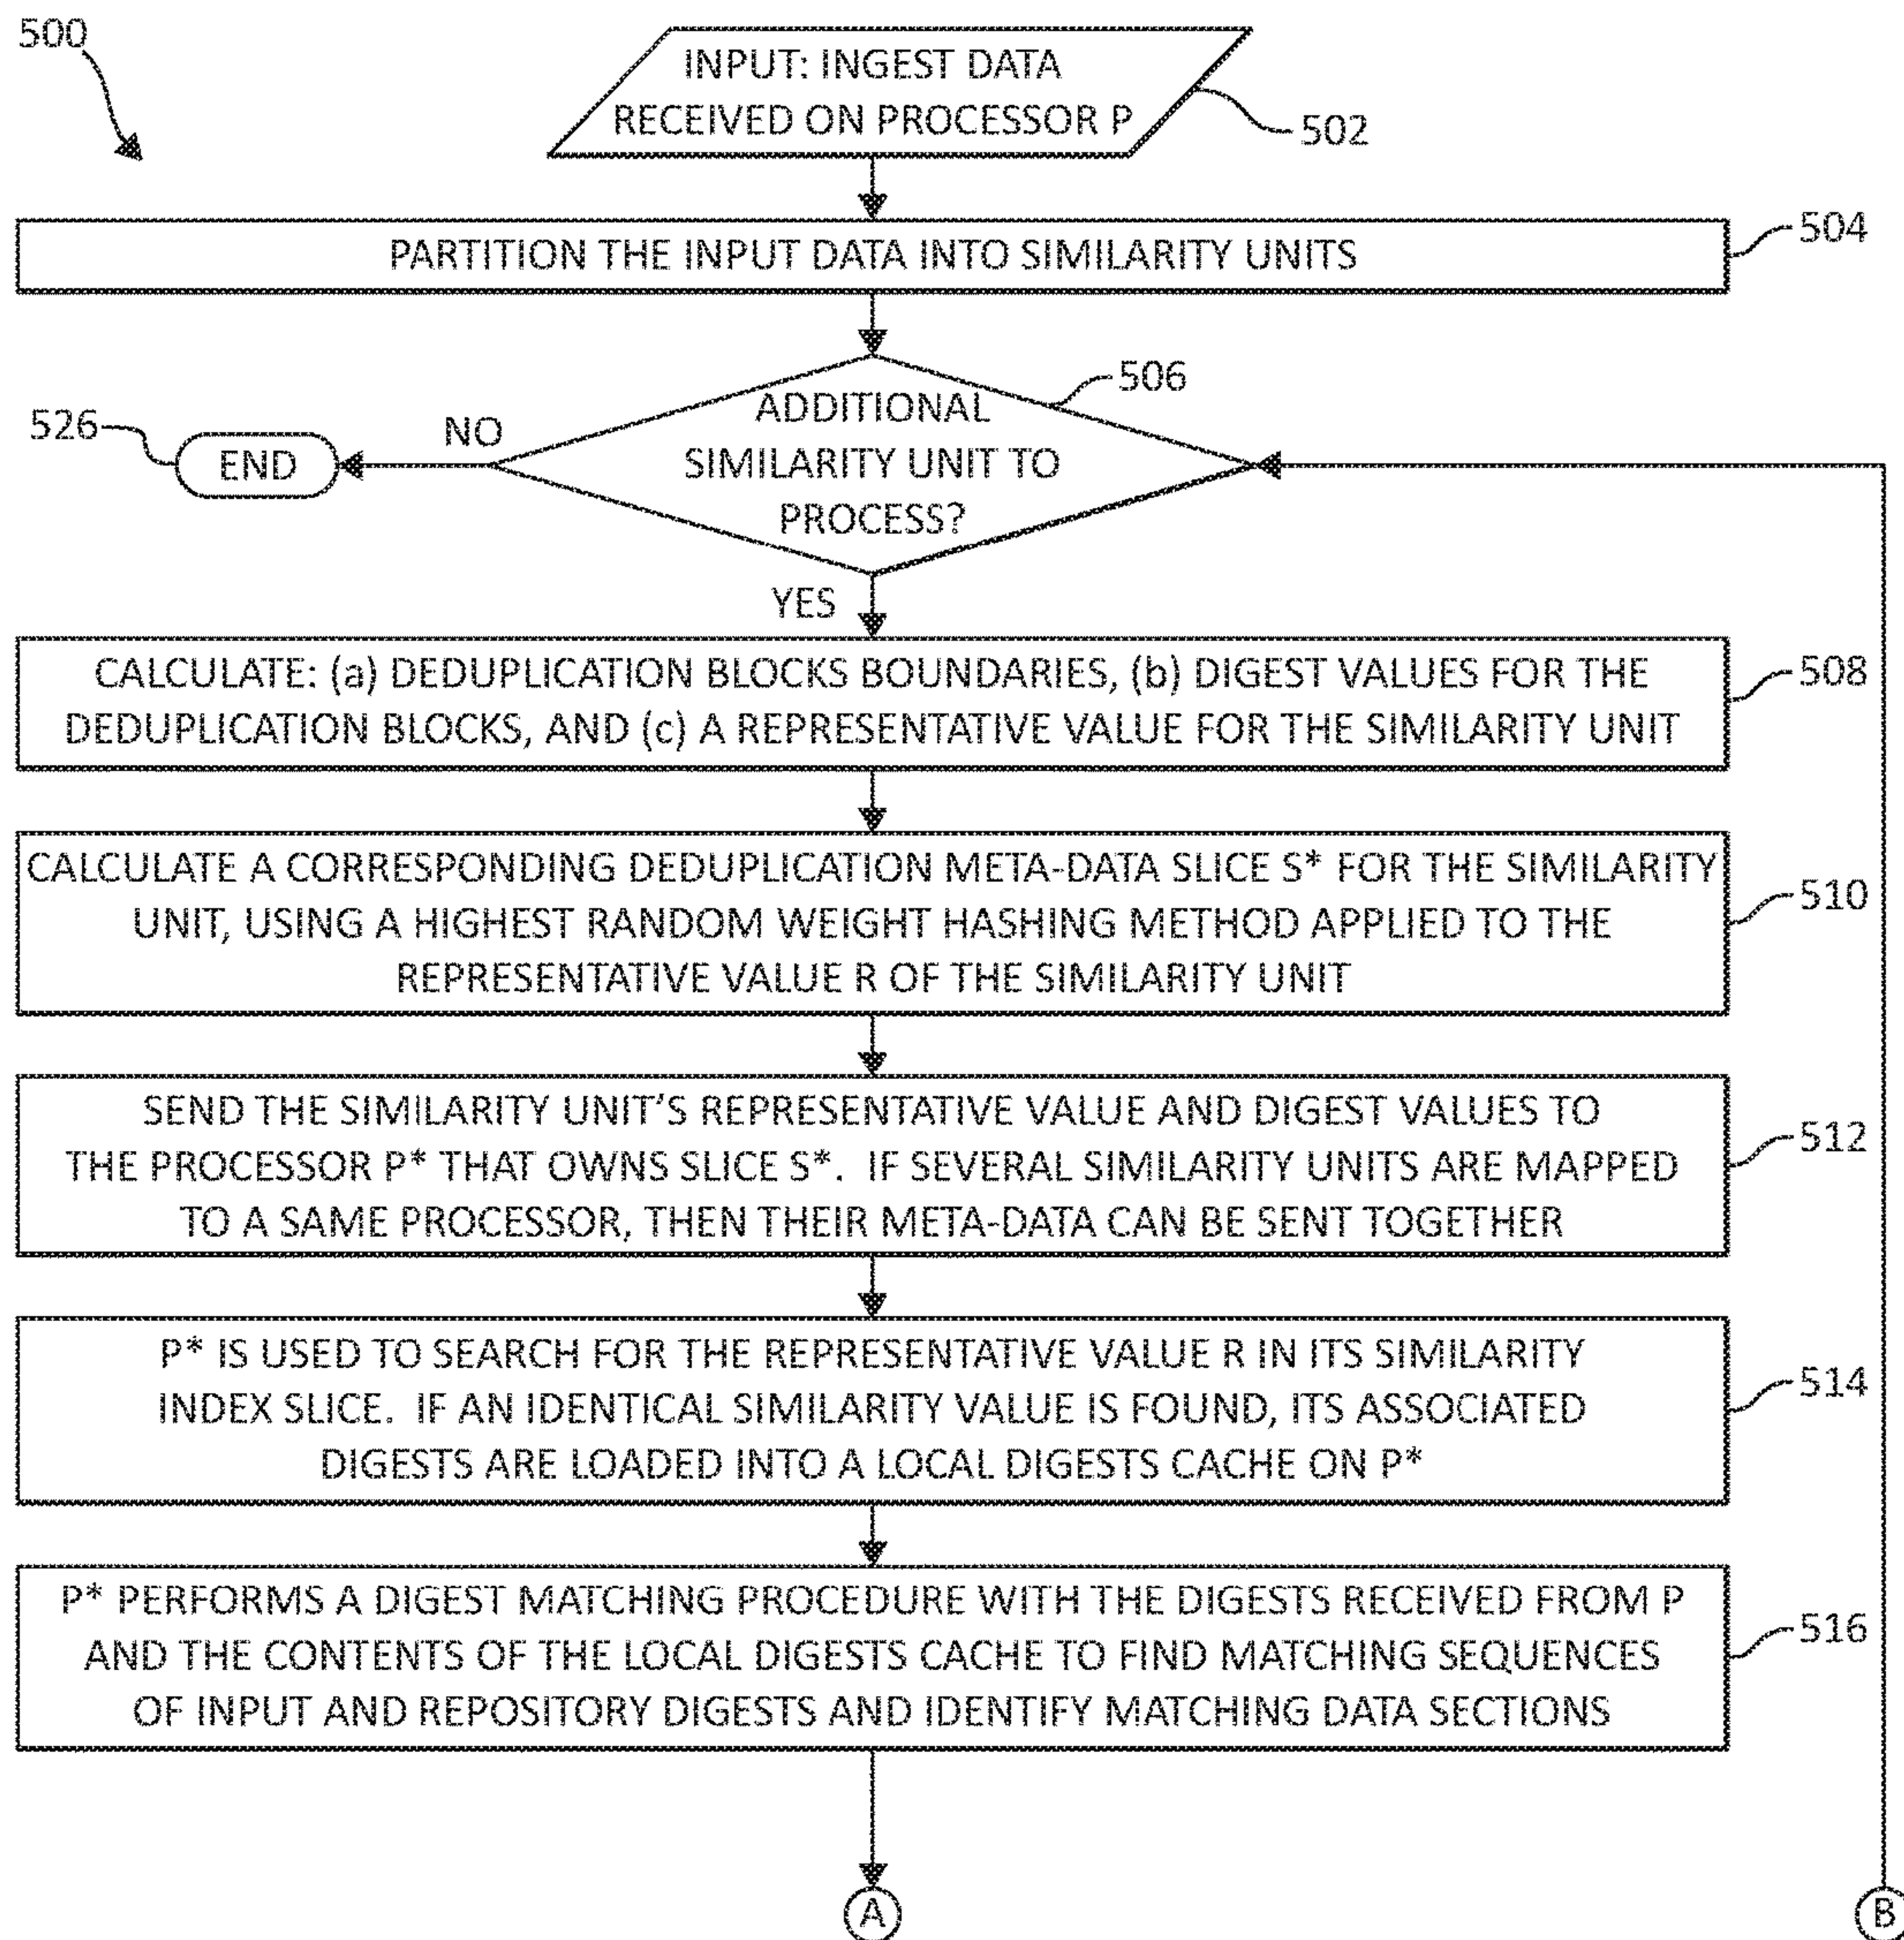 500
INPUT: INGEST DATA
RECEIVED ON PROCESSOR P
502
PARTITION THE INPUT DATA INTO SIMILARITY UNITS
504
506
ADDITIONAL
SIMILARITY UNIT TO
PROCESS?
NO
526
END
YES
CALCULATE: (a) DEDUPLICATION BLOCKS BOUNDARIES, (b) DIGEST VALUES FOR THE
DEDUPLICATION BLOCKS, AND (c) A REPRESENTATIVE VALUE FOR THE SIMILARITY UNIT
508
CALCULATE A CORRESPONDING DEDUPLICATION META-DATA SLICE S* FOR THE SIMILARITY
UNIT, USING A HIGHEST RANDOM WEIGHT HASHING METHOD APPLIED TO THE
REPRESENTATIVE VALUE R OF THE SIMILARITY UNIT
510
SEND THE SIMILARITY UNIT'S REPRESENTATIVE VALUE AND DIGEST VALUES TO
THE PROCESSOR P* THAT OWNS SLICE S*. IF SEVERAL SIMILARITY UNITS ARE MAPPED
TO A SAME PROCESSOR, THEN THEIR META-DATA CAN BE SENT TOGETHER
512
P* IS USED TO SEARCH FOR THE REPRESENTATIVE VALUE R IN ITS SIMILARITY
INDEX SLICE. IF AN IDENTICAL SIMILARITY VALUE IS FOUND, ITS ASSOCIATED
DIGESTS ARE LOADED INTO A LOCAL DIGESTS CACHE ON P*
514
P* PERFORMS A DIGEST MATCHING PROCEDURE WITH THE DIGESTS RECEIVED FROM P
AND THE CONTENTS OF THE LOCAL DIGESTS CACHE TO FIND MATCHING SEQUENCES
OF INPUT AND REPOSITORY DIGESTS AND IDENTIFY MATCHING DATA SECTIONS
516
A
B